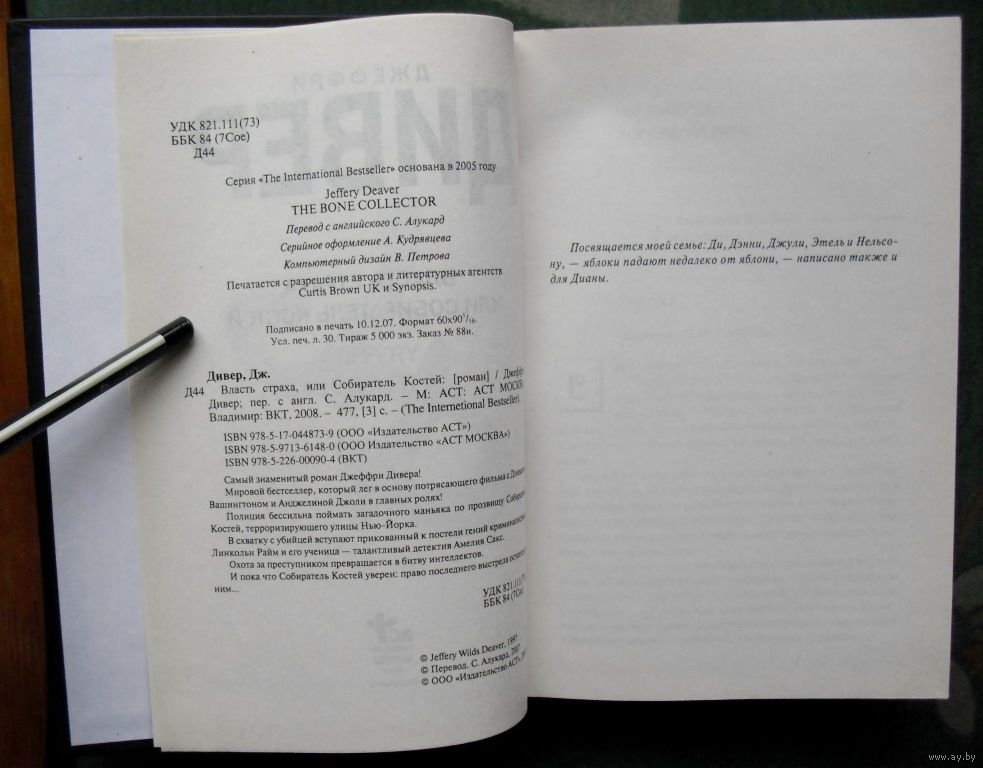 УДК 821.111(73)
ББК 84 (7Сое)
Д44
Серия «The International Bestseller» основана в 2005 году
Jeffery Deaver
THE BONE COLLECTOR
Перевод с английского С. Алукард
Серийное оформление А. Кудрявцева
Компьютерный дизайн В. Петрова
Печатается с разрешения автора и литературных агентств
Curtis Brown UK и Synopsis.
Подписано в печать 10.12.07. Формат 60х90 1/16.
Усл. печ. л. 30. Тираж 5 000 экз. Заказ № 88и.
Дивер, Дж.
Д44 Власть страха, или Собиратель Костей: [роман] / Джеффри
Дивер; пер. с англ. С. Алукард. – М: АСТ: АСТ МОСКВА
Владимир: ВКТ, 2008. – 477, [3] с. – (The International Bestseller).
ISBN 978-5-17-044873-9 (ООО «Издательство АСТ»)
ISBN 978-5-9713-6148-0 (ООО Издательство «АСТ МОСКВА»)
ISBN 978-5-226-00090-4 (ВКТ)
Самый знаменитый роман Джеффри Дивера!
Мировой бестселлер, который лег в основу потрясающего фильма с
Вашингтоном и Анджелиной Джоли в главных ролях!
Полиция бессильна поймать загадочного маньяка по прозвищу Собиратель
Костей, терроризирующего улицы Нью-Йорка.
В схватку с убийцей вступают прикованный к постели гений
Линкольн Райм и его ученица — талантливый детектив Амелия Сакс.
Охота за преступником превращается в битву интеллектов.
И пока что Собиратель Костей уверен: право последнего выстрела
ним...
УДК
ББК 84
© Jeffery Wilds Deaver, 1997
© Перевод. С. Алукард, 2007
© ООО «Издательство АСТ»,
Посвящается моей семье: Ди, Дэнни, Джули, Этель и Нельсо-
ну, — яблоки падают недалеко от яблони, — написано также и
для Дианы.
www.ay.by